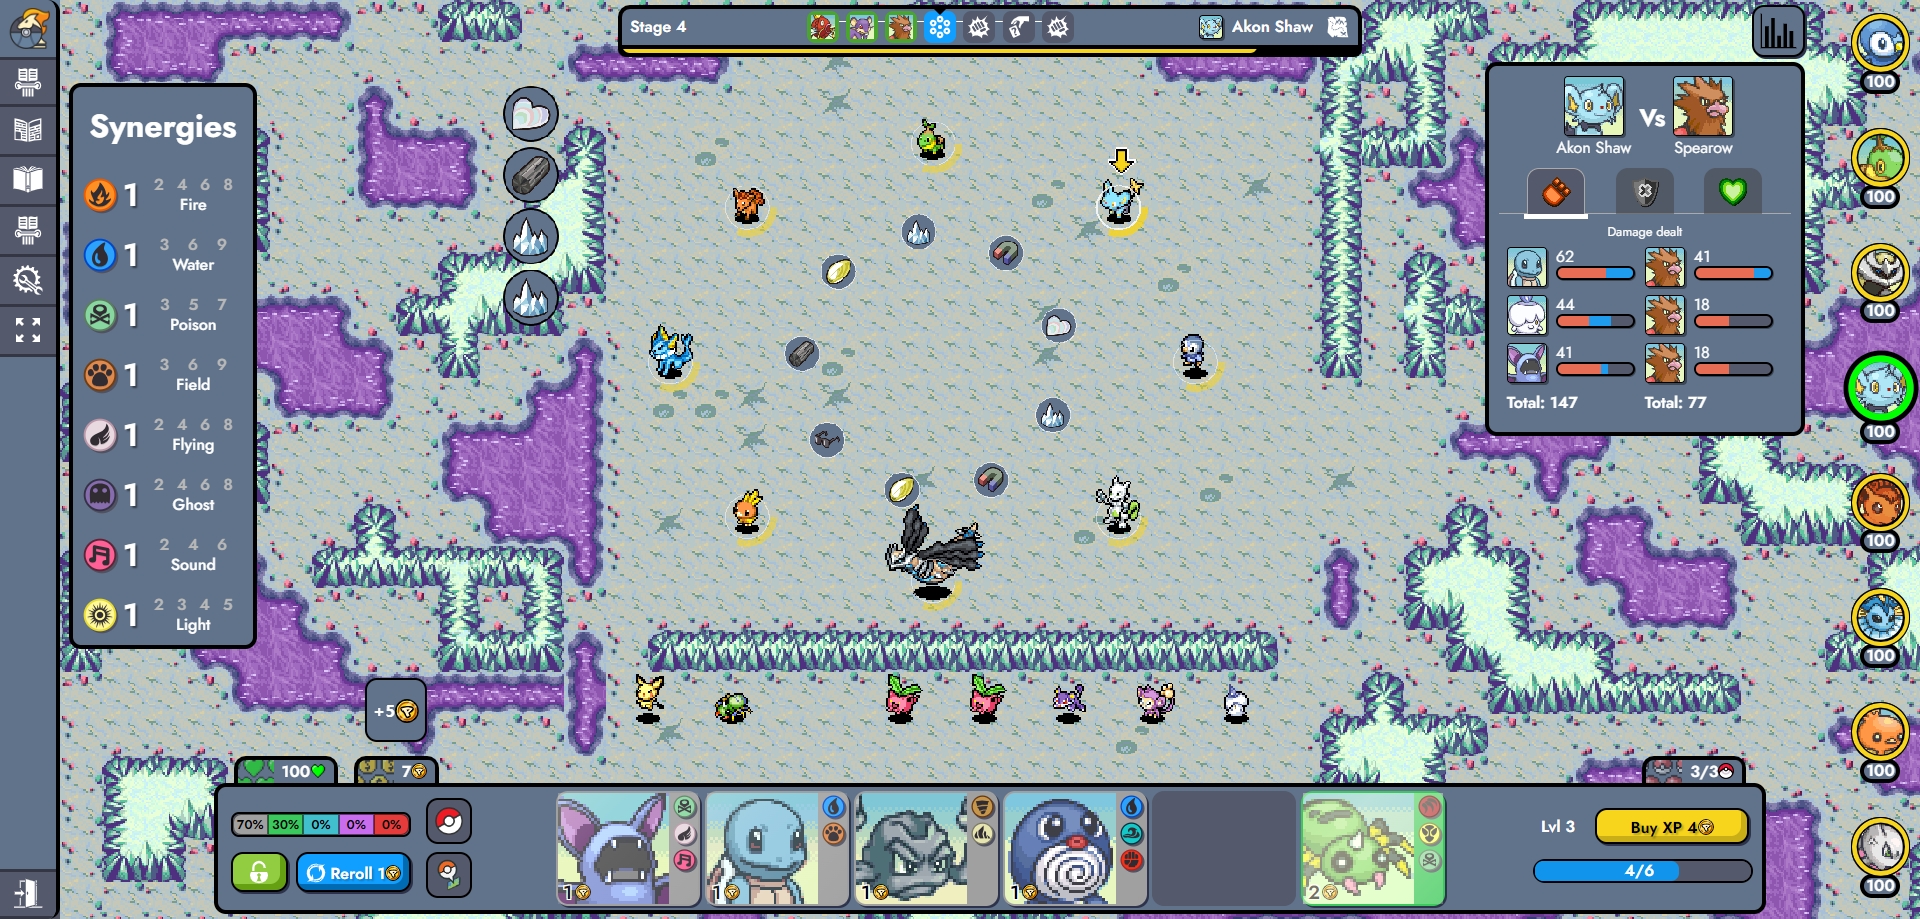 Stage 4
Akon Shaw
Synergies
1
2 4 6 8
Fire
1
3 6 9
Water
1
3 5 7
Poison
1
3 6 9
Field
1
2 4 6 8
Flying
1
2 4 6 8
Ghost
1
2 4 6
Sound
1
2 3 4 5
Light
Vs
Akon Shaw
Spearow
Damage dealt
62
41
44
18
41
18
Total: 147
Total: 77
100
100
100
100
100
100
100
100
+5
100
7
3/3
70% 30% 0% 0% 0%
Reroll 1
1
1
1
1
2
Lvl 3
Buy XP 4
4/6